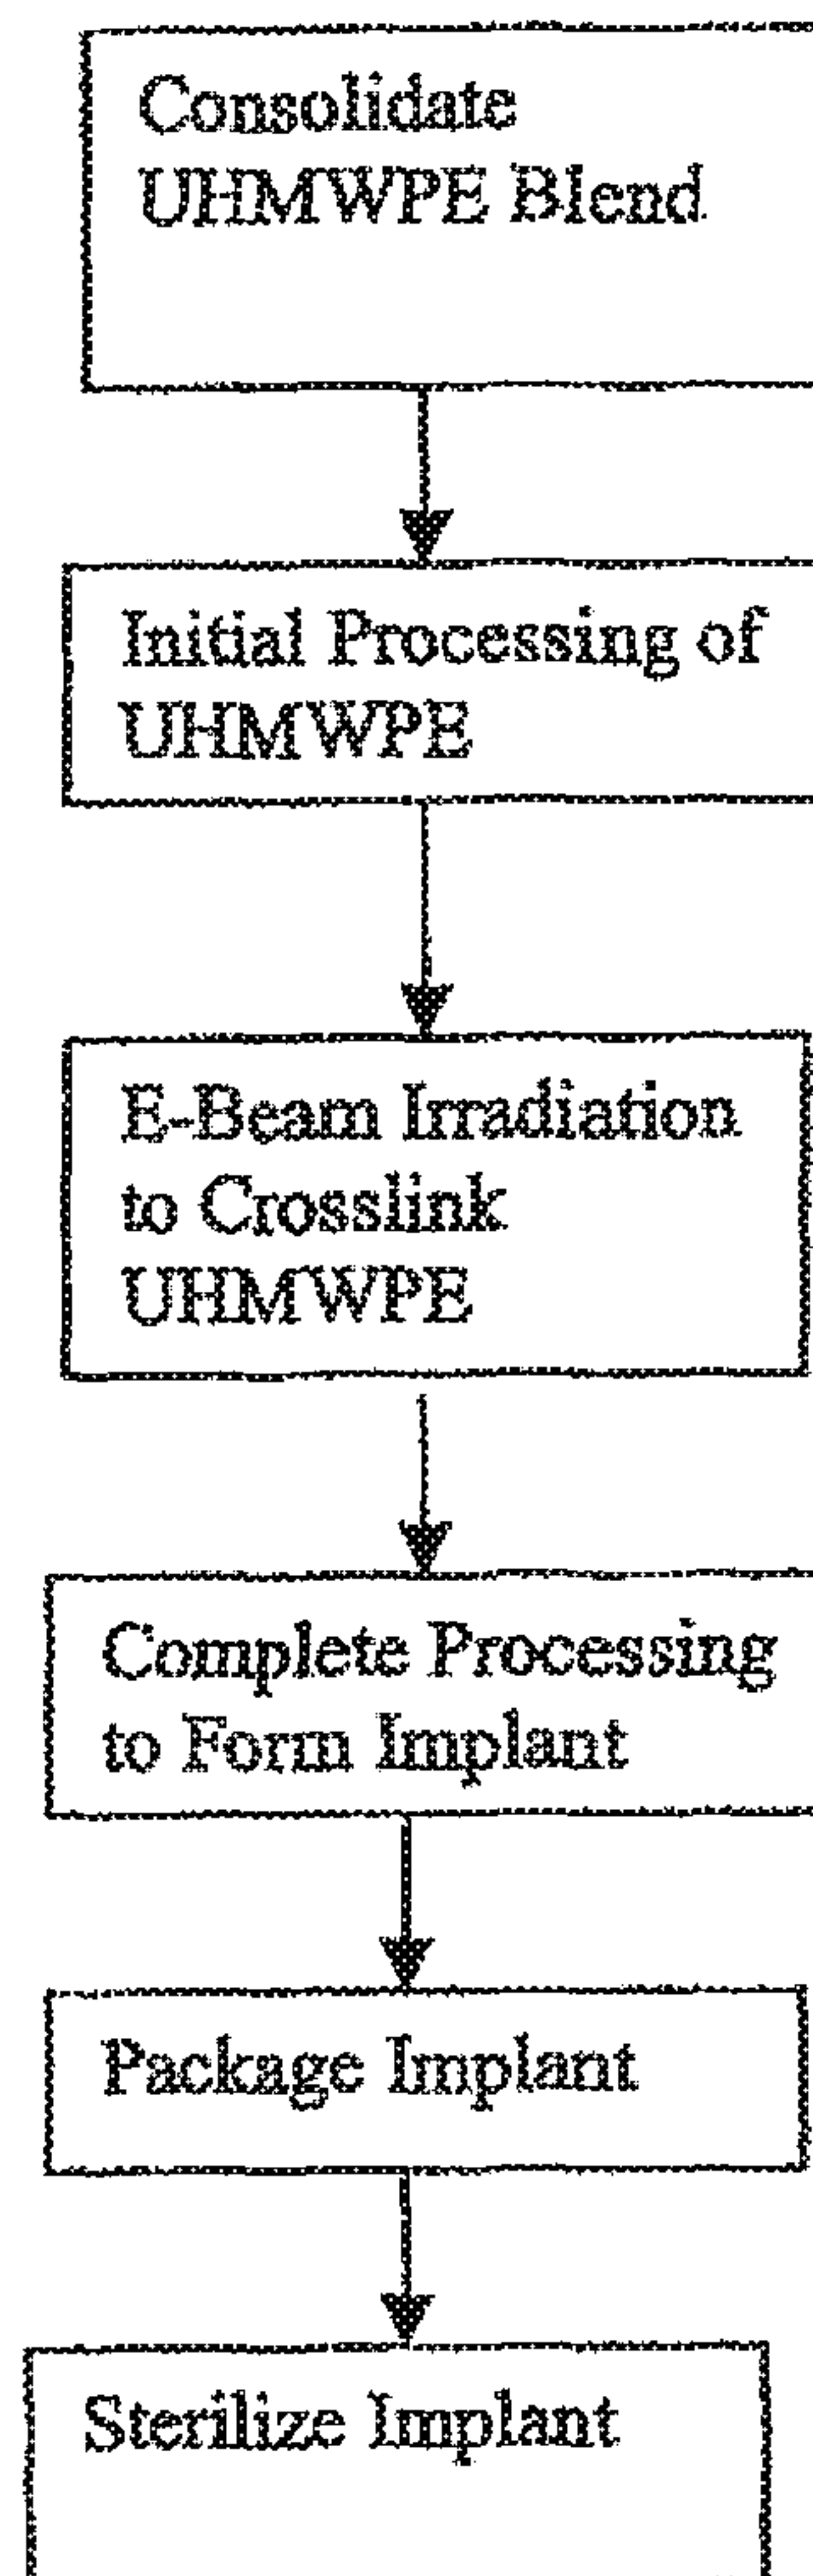 Consolidate
UHMWPE Blend
Initial Processing of
UHMWPE
E-Beam Irradiation
to Crosslink
UHMWPE
Complete Processing
to Form Implant
Package Implant
Sterilize Implant